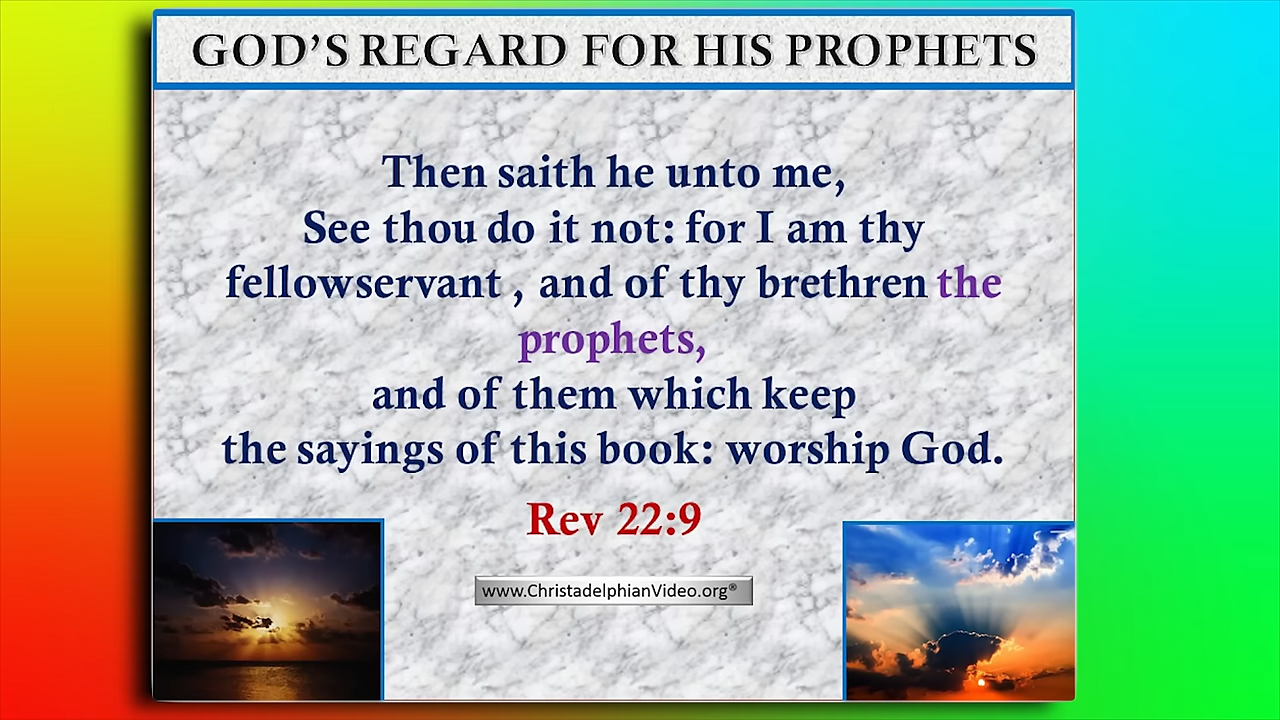 GOD’S REGARD FOR HIS PROPHETS
Then saith he unto me,
See thou do it not: for I am thy
fellowservant , and of thy brethren the
prophets,
and of them which keep
the sayings of this book: worship God.
Rev 22:9
www.ChristadelphianVideo.org®